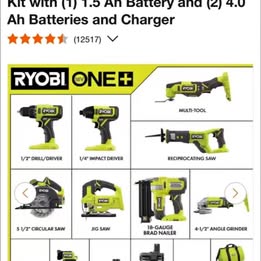 Kit with (1) 1.5 Ah Battery and (2) 4.0
Ah Batteries and Charger
(12517)
RYOBI ONE+
MULTI-TOOL
1/2" DRILL/DRIVER
1/4" IMPACT DRIVER
RECIPROCATING SAW
5-1/2" CIRCULAR SAW
JIG SAW
18-GAUGE
BRAD NAILER
4-1/2" ANGLE GRINDER